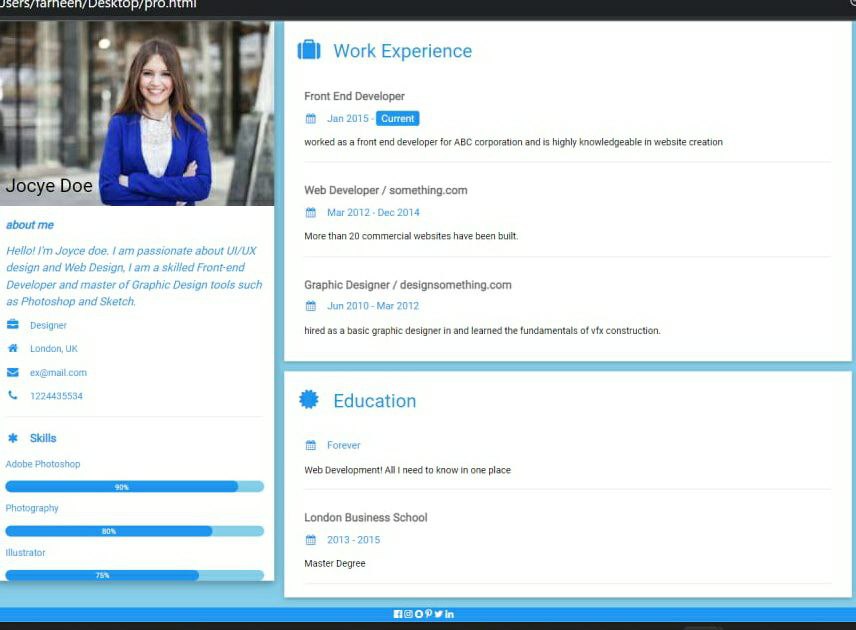 Users/farheen/Desktop/pro.html
Jocye Doe
about me
Hello! I'm Joyce doe. I am passionate about UI/UX
design and Web Design, I am a skilled Front-end
Developer and master of Graphic Design tools such
as Photoshop and Sketch.
Designer
London, UK
ex@mail.com
1224435534
Skills
Adobe Photoshop
90%
Photography
80%
Illustrator
75%
Work Experience
Front End Developer
Jan 2015 - Current
worked as a front end developer for ABC corporation and is highly knowledgeable in website creation
Web Developer / something.com
Mar 2012 - Dec 2014
More than 20 commercial websites have been built.
Graphic Designer / designsomething.com
Jun 2010 - Mar 2012
hired as a basic graphic designer in and learned the fundamentals of vfx construction.
Education
Forever
Web Development! All I need to know in one place
London Business School
2013 - 2015
Master Degree